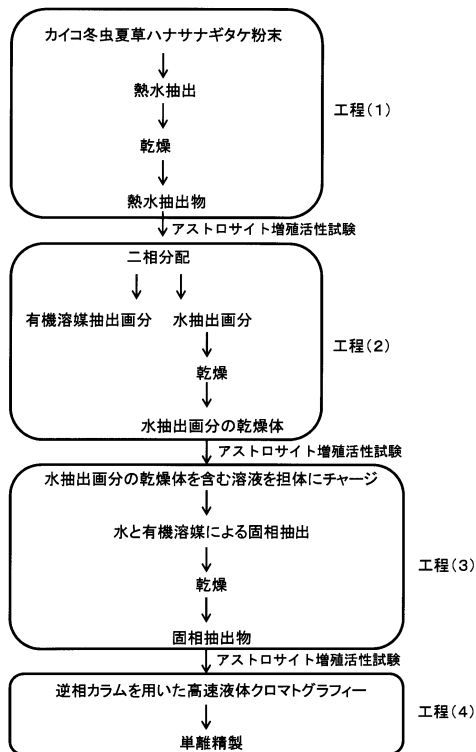 カイコ冬虫夏草ハナサナギタケ粉末
熱水抽出
工程(1)
乾燥
熱水抽出物
アストロサイト増殖活性試験
二相分配
有機溶媒抽出画分 水抽出画分
工程(2)
乾燥
水抽出画分の乾燥体
アストロサイト増殖活性試験
水抽出画分の乾燥体を含む溶液を担体にチャージ
水と有機溶媒による固相抽出
工程(3)
乾燥
固相抽出物
アストロサイト増殖活性試験
逆相カラムを用いた高速液体クロマトグラフィー
工程(4)
単離精製